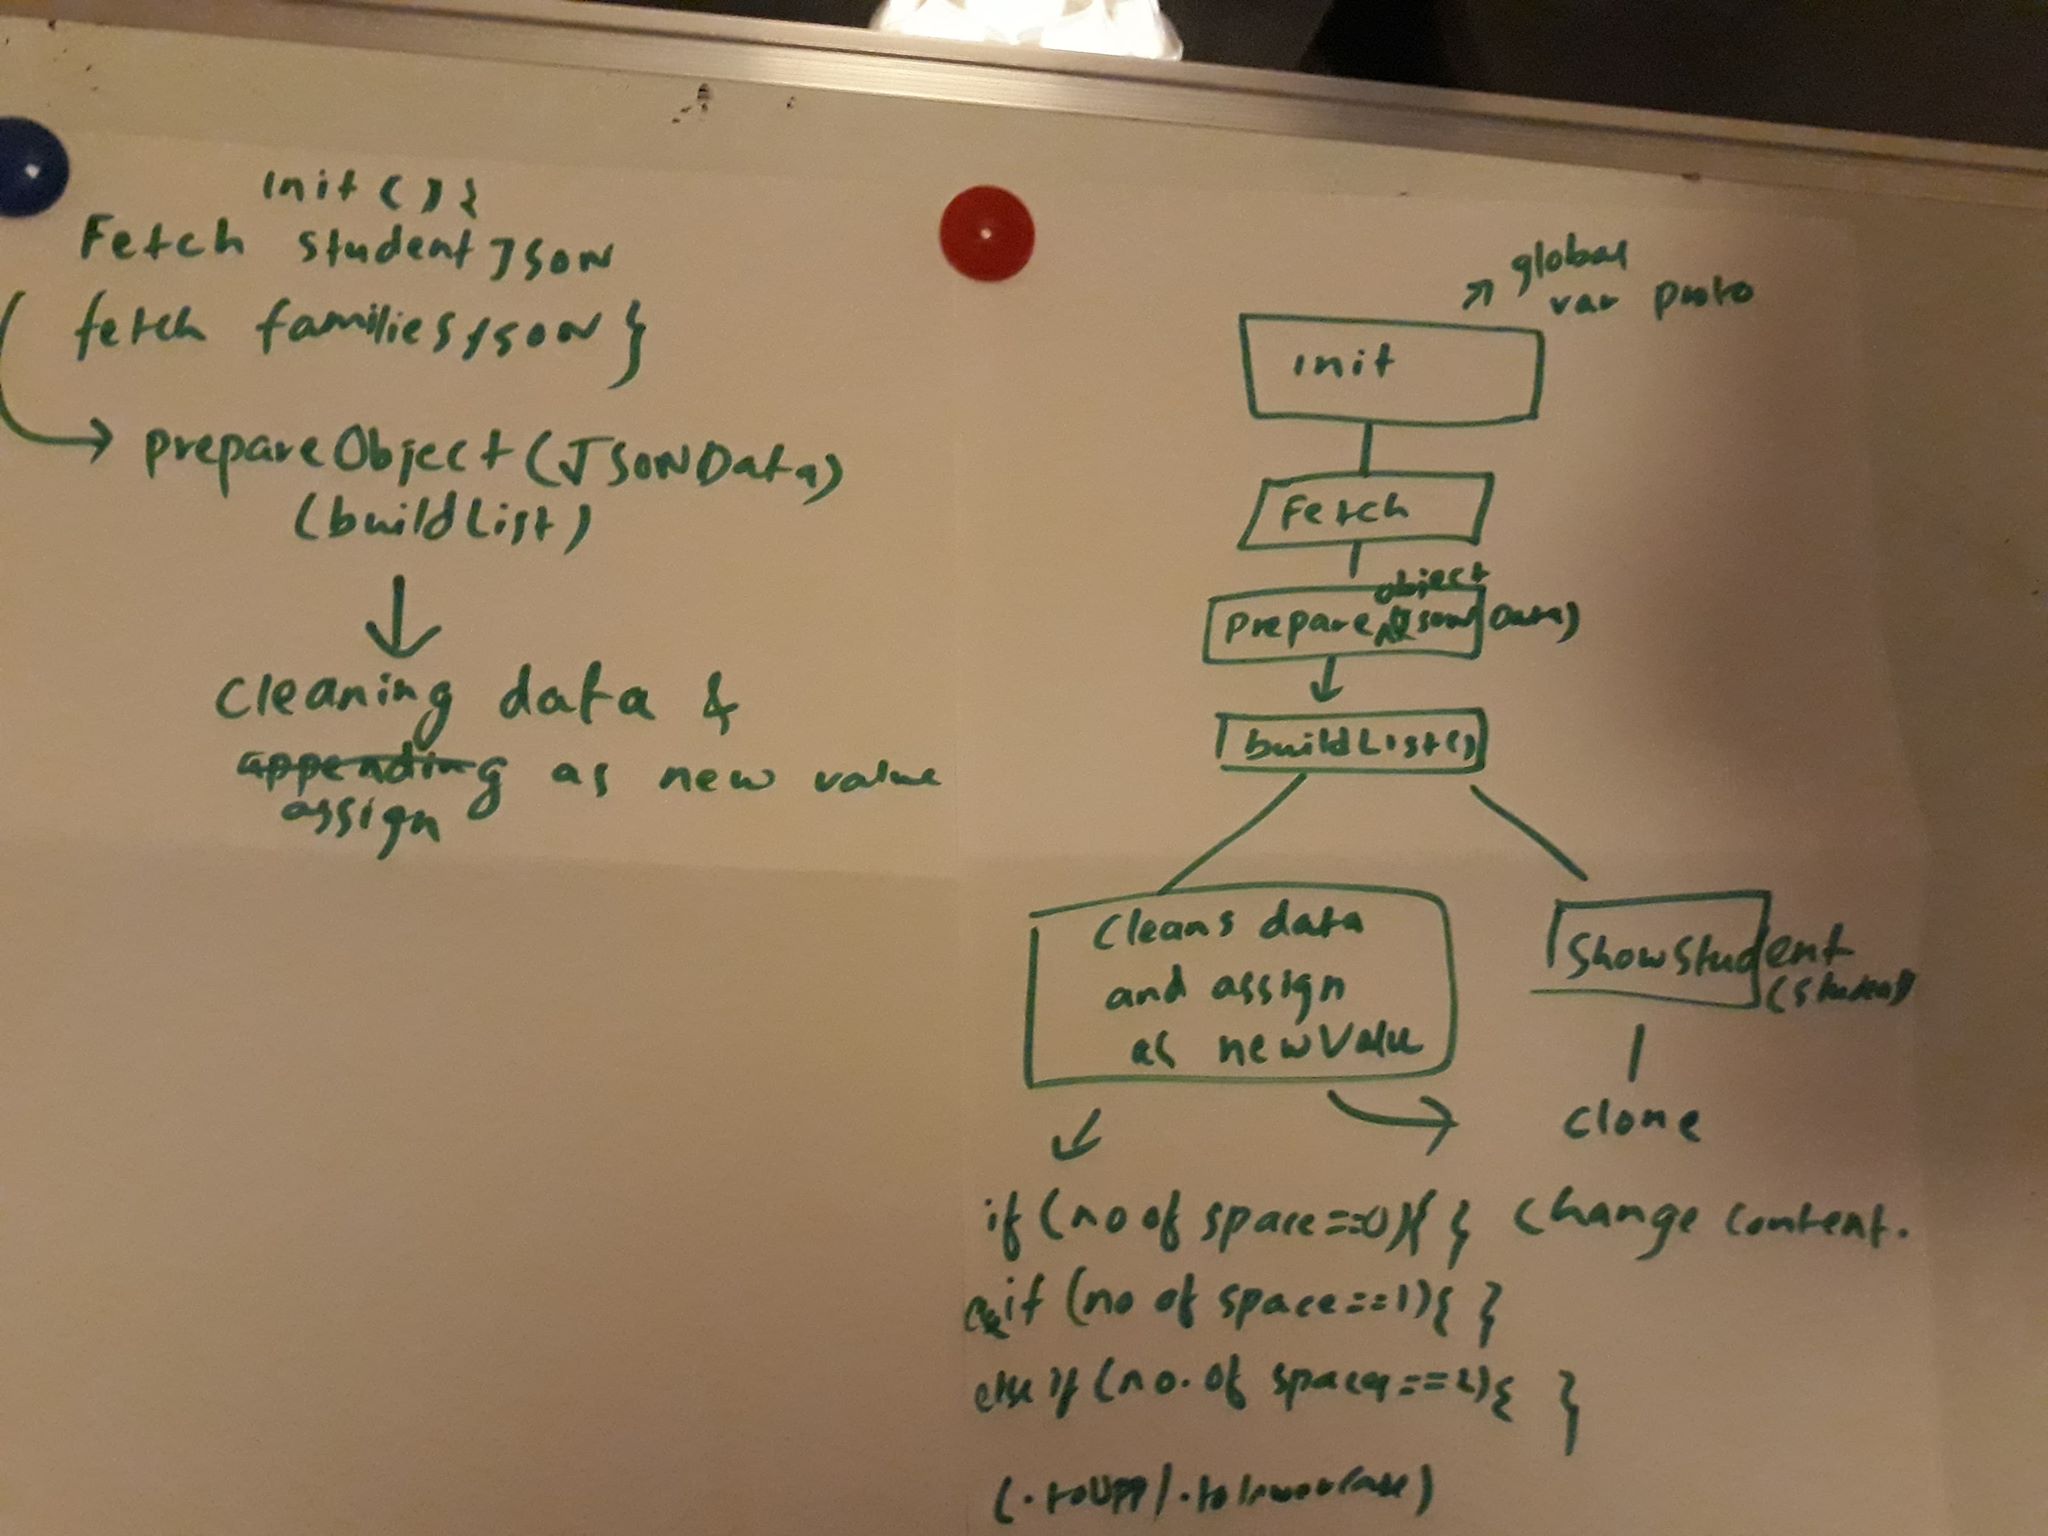 init(){
Fetch studentJSON
fetch familiesJSON}
prepareObject(JSONData)
(buildList)
Cleaning data &
appending as new value
assign
global
var proto
init
Fetch
object
prepare(JSONData)
buildList()
Cleans data
and assign
as newValue
ShowStudent
(student)
clone
if (no of space==0){ } Change content.
if (no of space==1){ }
else if (no. of spaces==2){ }
(.toUpp/.tolowerCase)